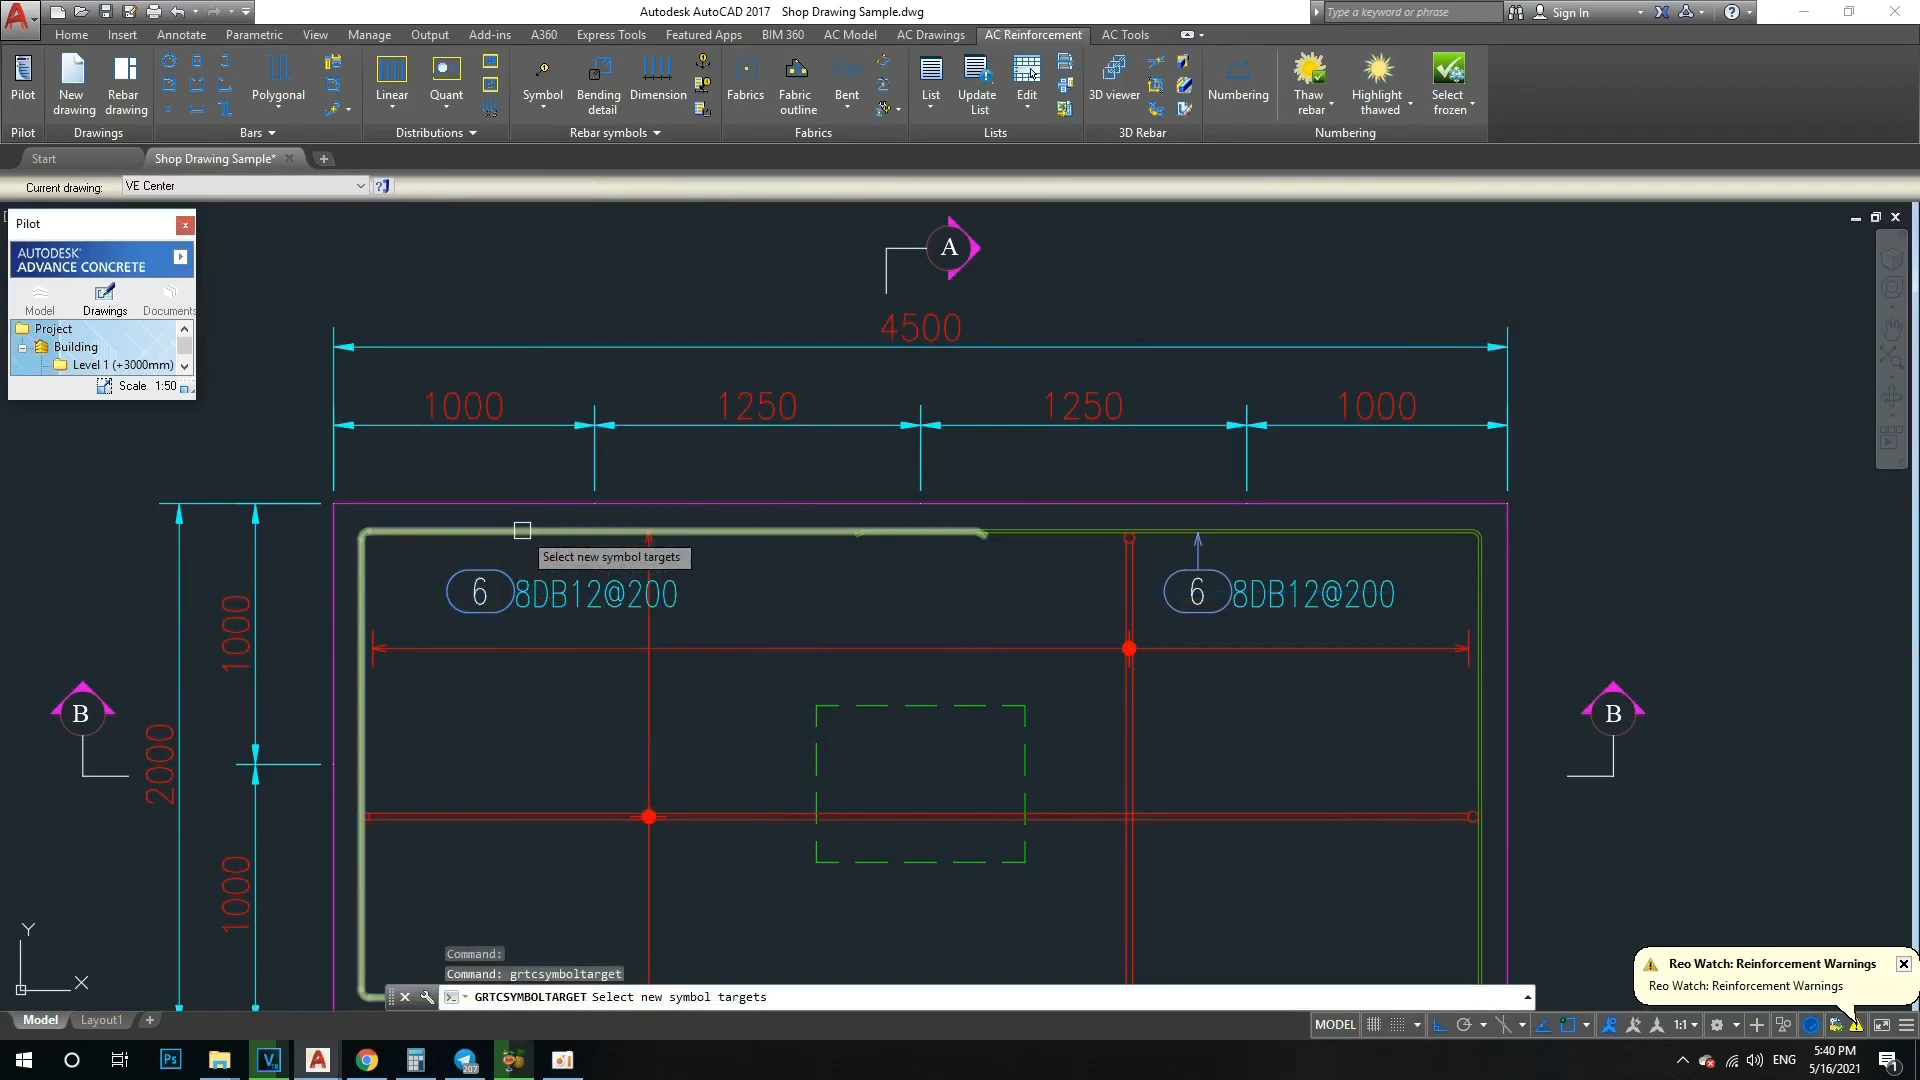 Autodesk AutoCAD 2017 Shop Drawing Sample.dwg
Type a keyword or phrase
Sign In
Home Insert Annotate Parametric View Manage Output Add-ins A360 Express Tools Featured Apps BIM 360 AC Model AC Drawings AC Reinforcement AC Tools
Pilot
New drawing
Rebar drawing
Polygonal
Linear
Quant
Symbol
Bending detail
Dimension
Fabrics
Fabric outline
Bent
List
Update List
Edit
3D viewer
Numbering
Thaw rebar
Highlight thawed
Select frozen
Pilot Drawings Bars Distributions Rebar symbols Fabrics Lists 3D Rebar Numbering
Start
Shop Drawing Sample*
Current drawing:
VE Center
Pilot
AUTODESK
ADVANCE CONCRETE
Model Drawings Documents
Project
Building
Level 1 (+3000mm)
Scale 1:50
A
4500
1000 1250 1250 1000
Select new symbol targets
6 8DB12@200
6 8DB12@200
1000
2000
1000
B
B
Y
X
Command:
Command: grtcsymboltarget
GRTCSYMBOLTARGET Select new symbol targets
Reo Watch: Reinforcement Warnings
Reo Watch: Reinforcement Warnings
Model Layout1
MODEL
1:1
Ps
207
ENG
5:40 PM
5/16/2021
1